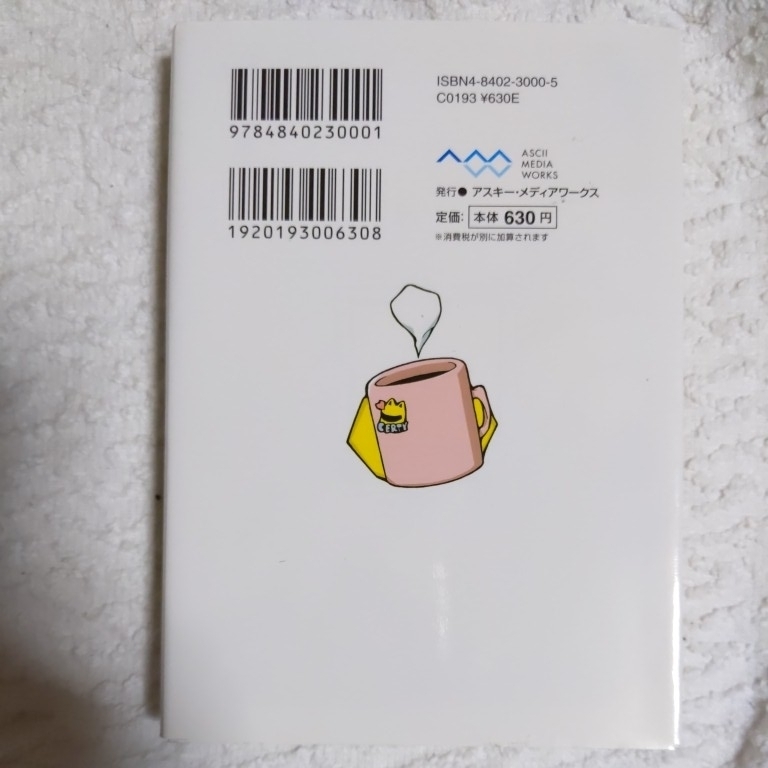 9784840230001
1920193006308
ISBN4-8402-3000-5
C0193 ¥630E
ASCII
MEDIA
WORKS
発行●アスキー・メディアワークス
定価: 本体 630 円
※消費税が別に加算されます